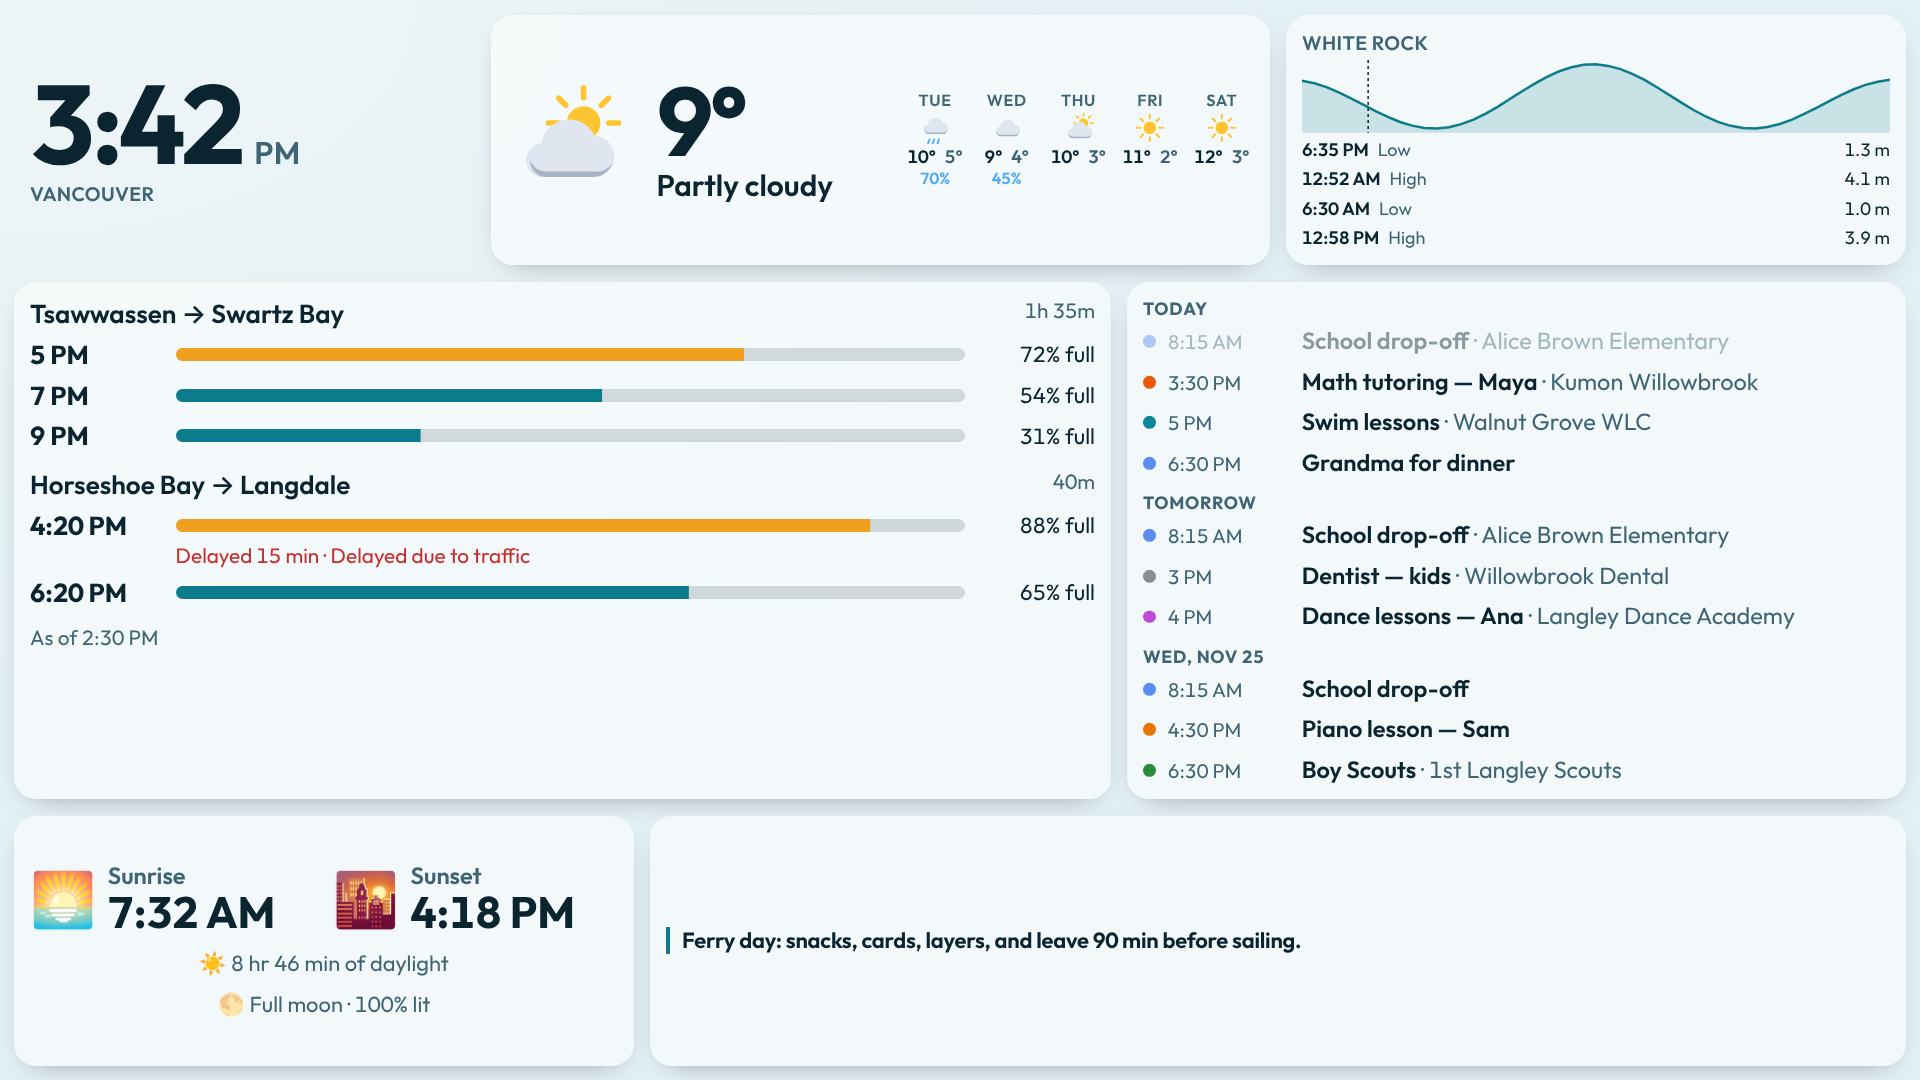 3:42 PM
VANCOUVER
9°
Partly cloudy
TUE WED THU FRI SAT
10° 5° 9° 4° 10° 3° 11° 2° 12° 3°
70% 45%
WHITE ROCK
6:35 PM Low 1.3 m
12:52 AM High 4.1 m
6:30 AM Low 1.0 m
12:58 PM High 3.9 m
Tsawwassen → Swartz Bay 1h 35m
5 PM 72% full
7 PM 54% full
9 PM 31% full
Horseshoe Bay → Langdale 40m
4:20 PM 88% full
Delayed 15 min · Delayed due to traffic
6:20 PM 65% full
As of 2:30 PM
TODAY
8:15 AM School drop-off · Alice Brown Elementary
3:30 PM Math tutoring — Maya · Kumon Willowbrook
5 PM Swim lessons · Walnut Grove WLC
6:30 PM Grandma for dinner
TOMORROW
8:15 AM School drop-off · Alice Brown Elementary
3 PM Dentist — kids · Willowbrook Dental
4 PM Dance lessons — Ana · Langley Dance Academy
WED, NOV 25
8:15 AM School drop-off
4:30 PM Piano lesson — Sam
6:30 PM Boy Scouts · 1st Langley Scouts
Sunrise
7:32 AM
Sunset
4:18 PM
8 hr 46 min of daylight
Full moon · 100% lit
Ferry day: snacks, cards, layers, and leave 90 min before sailing.